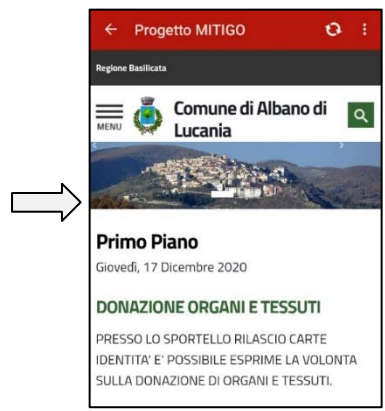 Progetto MITIGO
Regione Basilicata
MENU
Comune di Albano di
Lucania
Primo Piano
Giovedì, 17 Dicembre 2020
DONAZIONE ORGANI E TESSUTI
PRESSO LO SPORTELLO RILASCIO CARTE
IDENTITA' E' POSSIBILE ESPRIME LA VOLONTA
SULLA DONAZIONE DI ORGANI E TESSUTI.